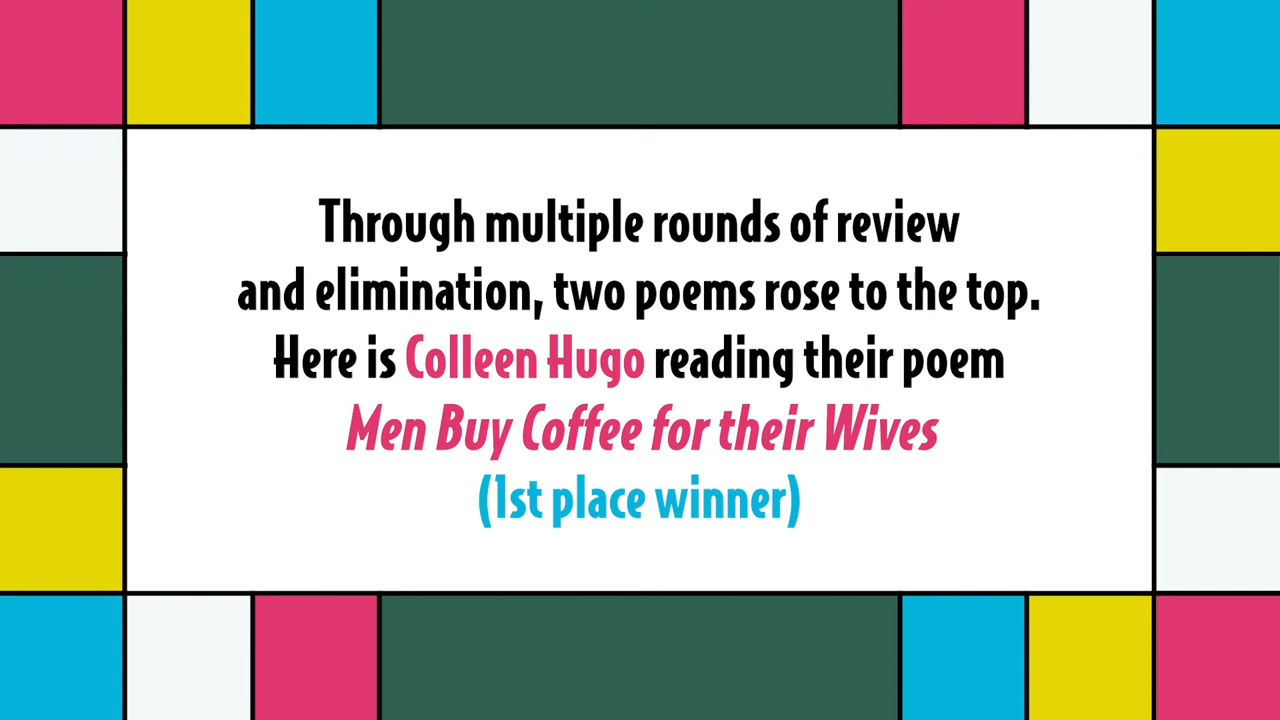 Through multiple rounds of review
and elimination, two poems rose to the top.
Here is Colleen Hugo reading their poem
Men Buy Coffee for their Wives
(1st place winner)